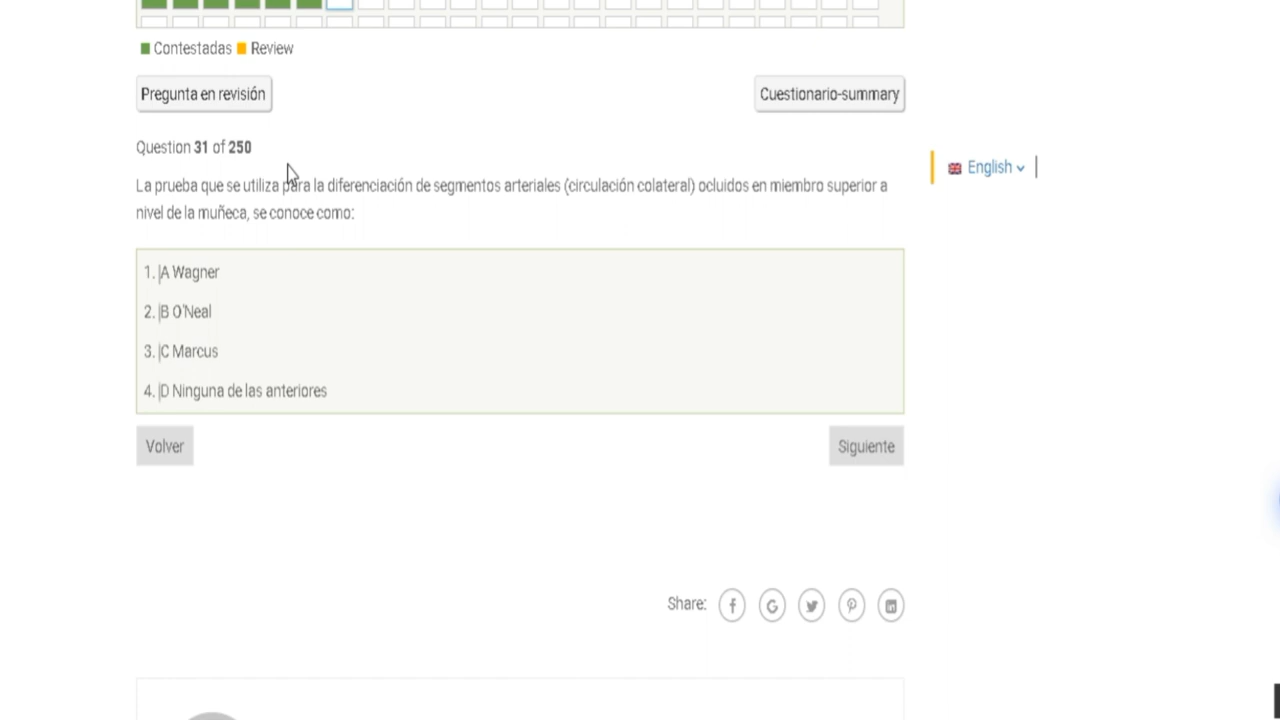 Contestadas Review
Pregunta en revisión
Cuestionario-summary
Question 31 of 250
English
La prueba que se utiliza para la diferenciación de segmentos arteriales (circulación colateral) ocluidos en miembro superior a
nivel de la muñeca, se conoce como:
1. A Wagner
2. B O'Neal
3. C Marcus
4. D Ninguna de las anteriores
Volver
Siguiente
Share: